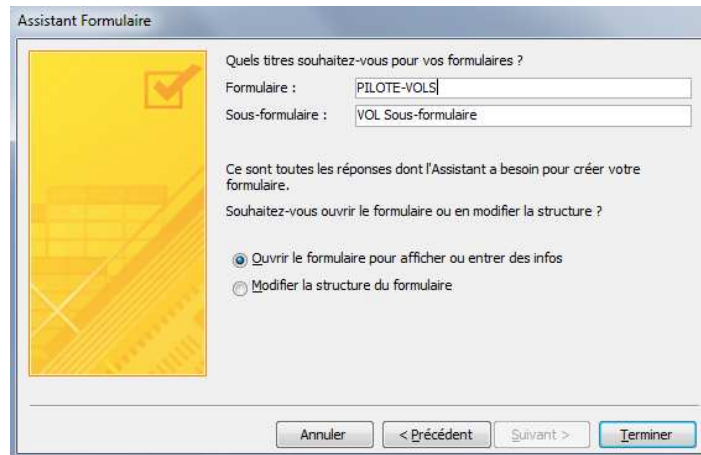 Assistant Formulaire
Quels titres souhaitez-vous pour vos formulaires ?
Formulaire : PILOTE-VOLS
Sous-formulaire : VOL Sous-formulaire
Ce sont toutes les réponses dont l'Assistant a besoin pour créer votre
formulaire.
Souhaitez-vous ouvrir le formulaire ou en modifier la structure ?
Ouvrir le formulaire pour afficher ou entrer des infos
Modifier la structure du formulaire
Annuler < Précédent Suivant > Terminer